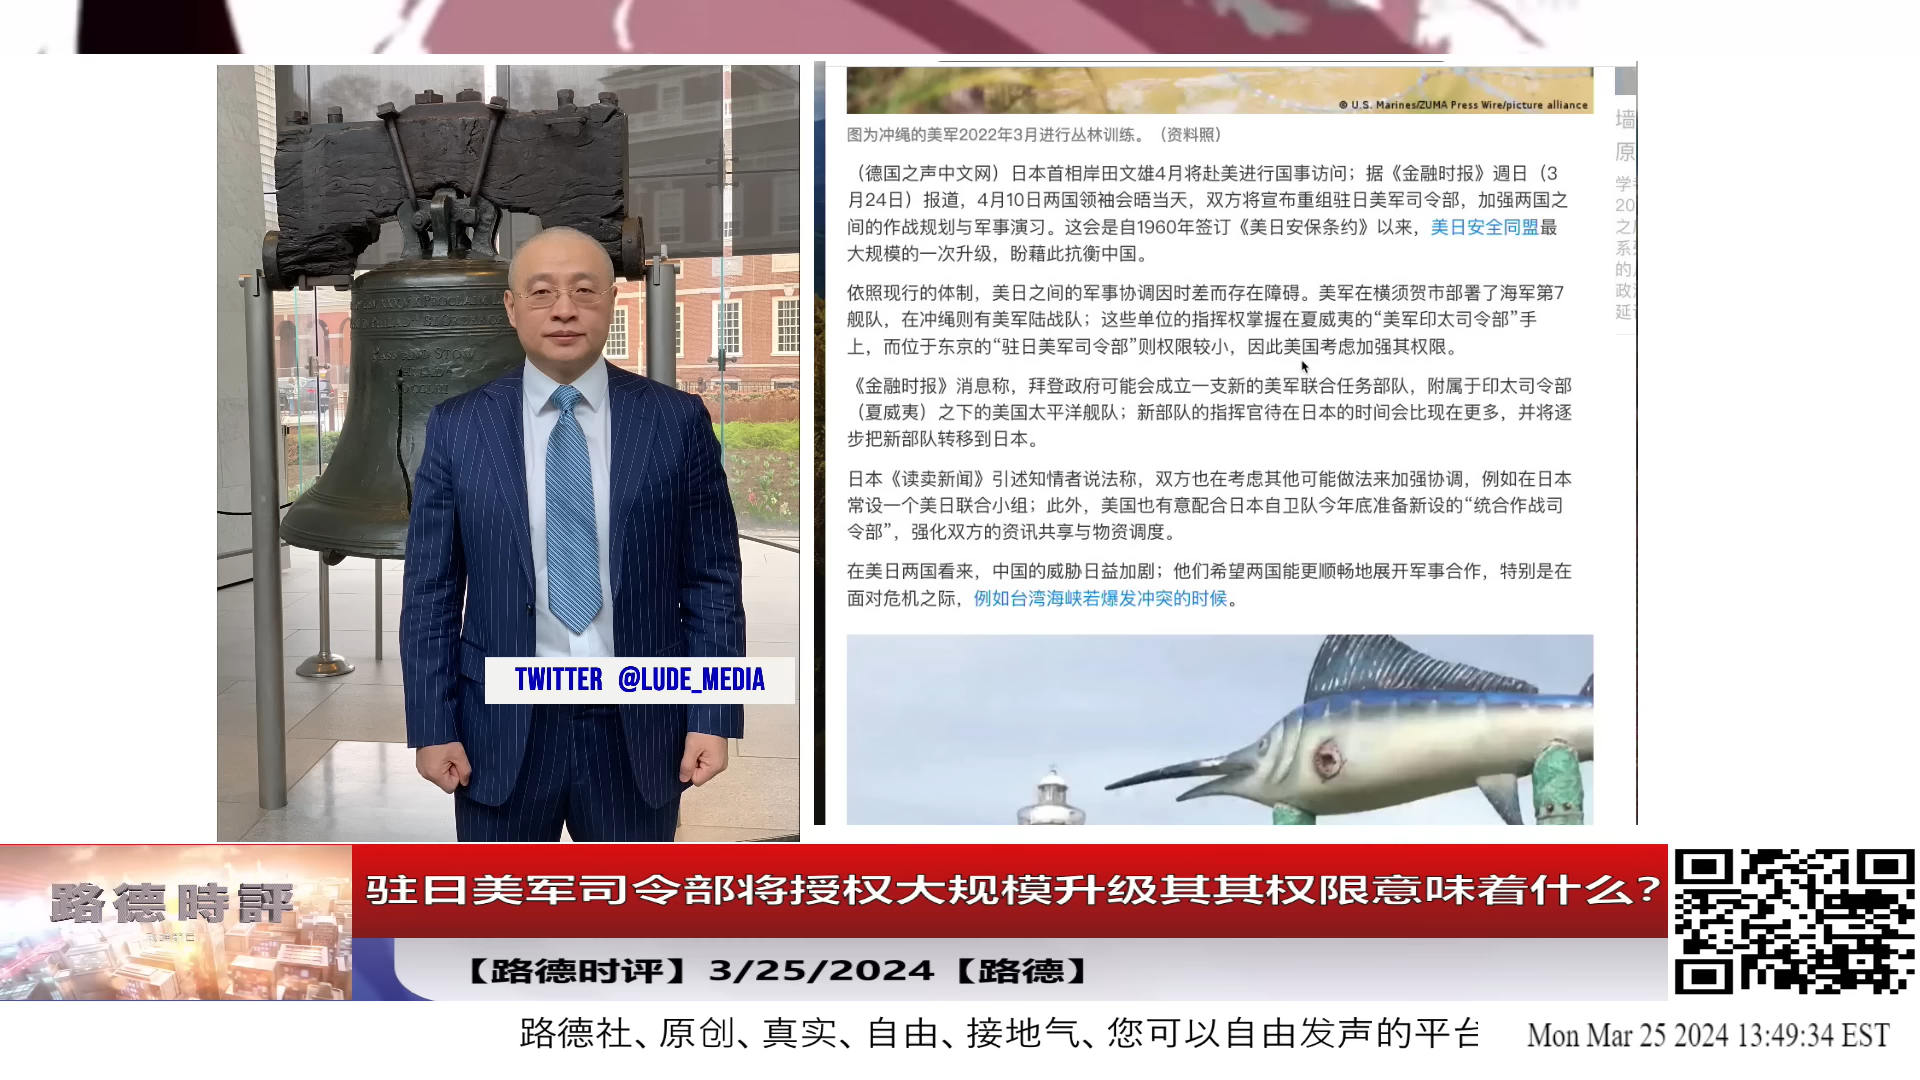 © U.S. Marines/ZUMA Press Wire/picture alliance
图为冲绳的美军2022年3月进行丛林训练。（资料照）
（德国之声中文网）日本首相岸田文雄4月将赴美进行国事访问；据《金融时报》週日（3
月24日）报道，4月10日两国领袖会晤当天，双方将宣布重组驻日美军司令部，加强两国之
间的作战规划与军事演习。这会是自1960年签订《美日安保条约》以来，美日安全同盟最
大规模的一次升级，盼藉此抗衡中国。
依照现行的体制，美日之间的军事协调因时差而存在障碍。美军在横须贺市部署了海军第7
舰队，在冲绳则有美军陆战队；这些单位的指挥权掌握在夏威夷的“美军印太司令部”手
上，而位于东京的“驻日美军司令部”则权限较小，因此美国考虑加强其权限。
《金融时报》消息称，拜登政府可能会成立一支新的美军联合任务部队，附属于印太司令部
（夏威夷）之下的美国太平洋舰队；新部队的指挥官待在日本的时间会比现在更多，并将逐
步把新部队转移到日本。
日本《读卖新闻》引述知情者说法称，双方也在考虑其他可能做法来加强协调，例如在日本
常设一个美日联合小组；此外，美国也有意配合日本自卫队今年底准备新设的“统合作战司
令部”，强化双方的资讯共享与物资调度。
在美日两国看来，中国的威胁日益加剧；他们希望两国能更顺畅地展开军事合作，特别是在
面对危机之际，例如台湾海峡若爆发冲突的时候。
墙
原
学
20
之
系
的
政
延
PASS AND STOW
TWITTER @LUDE_MEDIA
路德時評
驻日美军司令部将授权大规模升级其其权限意味着什么?
【路德时评】3/25/2024【路德】
路德社、原创、真实、自由、接地气、您可以自由发声的平台
Mon Mar 25 2024 13:49:34 EST